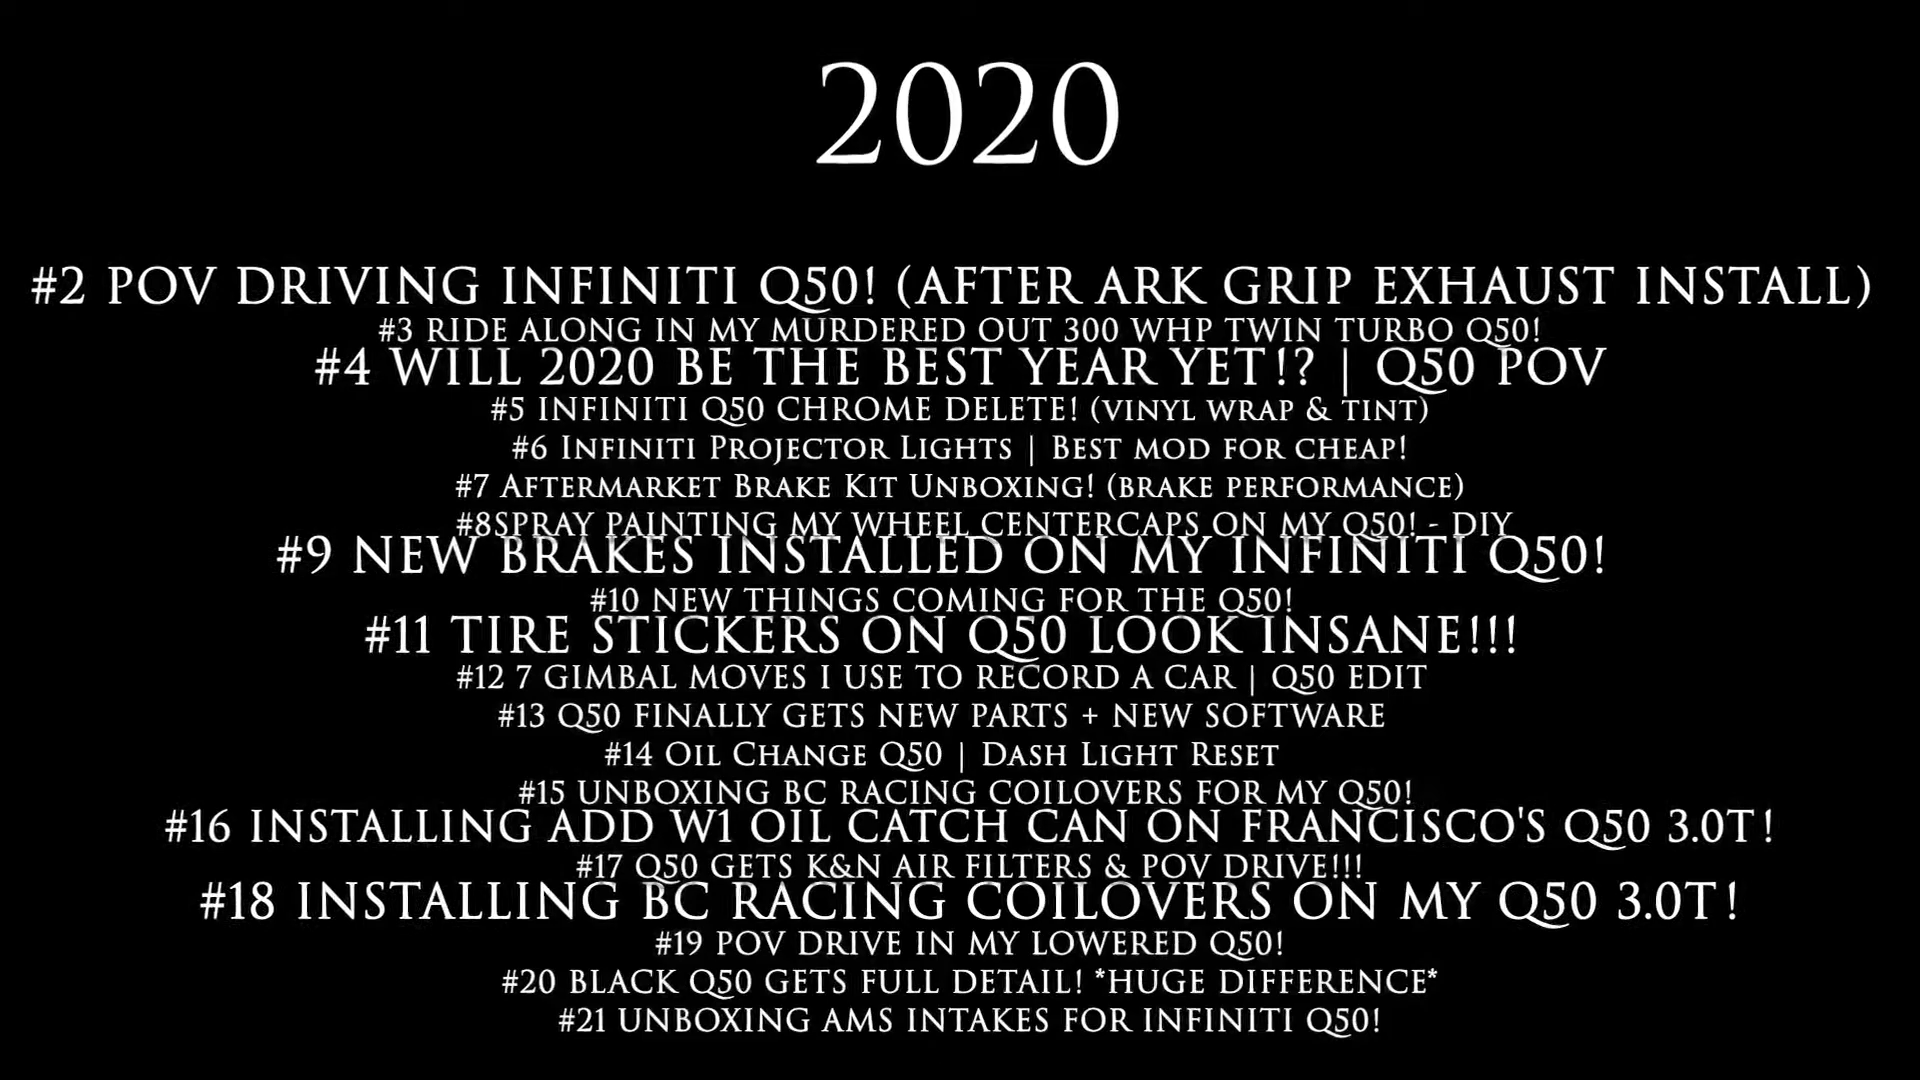 2020
#2 POV DRIVING INFINITI Q50! (AFTER ARK GRIP EXHAUST INSTALL)
#3 RIDE ALONG IN MY MURDERED OUT 300 WHP TWIN TURBO Q50!
#4 WILL 2020 BE THE BEST YEAR YET!? | Q50 POV
#5 INFINITI Q50 CHROME DELETE! (VINYL WRAP & TINT)
#6 Infiniti Projector Lights | Best mod for cheap!
#7 Aftermarket Brake Kit Unboxing! (brake performance)
#8SPRAY PAINTING MY WHEEL CENTERCAPS ON MY Q50! - DIY
#9 NEW BRAKES INSTALLED ON MY INFINITI Q50!
#10 NEW THINGS COMING FOR THE Q50!
#11 TIRE STICKERS ON Q50 LOOK INSANE!!!
#12 7 GIMBAL MOVES I USE TO RECORD A CAR | Q50 EDIT
#13 Q50 FINALLY GETS NEW PARTS + NEW SOFTWARE
#14 Oil Change Q50 | Dash Light Reset
#15 UNBOXING BC RACING COILOVERS FOR MY Q50!
#16 INSTALLING ADD W1 OIL CATCH CAN ON FRANCISCO'S Q50 3.0T!
#17 Q50 GETS K&N AIR FILTERS & POV DRIVE!!!
#18 INSTALLING BC RACING COILOVERS ON MY Q50 3.0T!
#19 POV DRIVE IN MY LOWERED Q50!
#20 BLACK Q50 GETS FULL DETAIL! *HUGE DIFFERENCE*
#21 UNBOXING AMS INTAKES FOR INFINITI Q50!